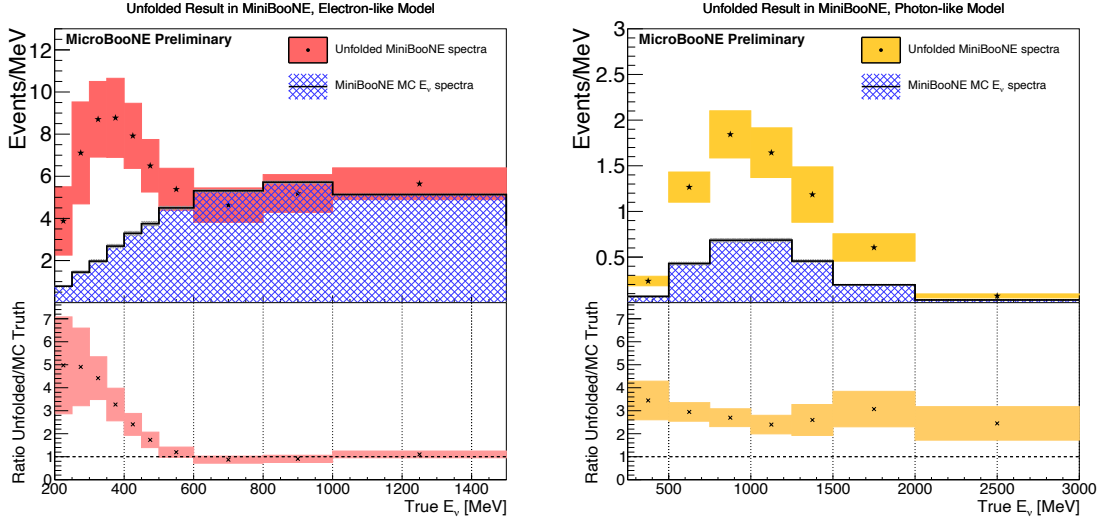 Unfolded Result in MiniBooNE, Electron-like Model
MicroBooNE Preliminary
Unfolded MiniBooNE spectra
MiniBooNE MC Eν spectra
Events/MeV
12
10
8
6
4
2
Ratio Unfolded/MC Truth
7
6
5
4
3
2
1
0
200 400 600 800 1000 1200 1400
True Eν [MeV]
Unfolded Result in MiniBooNE, Photon-like Model
MicroBooNE Preliminary
Unfolded MiniBooNE spectra
MiniBooNE MC Eν spectra
Events/MeV
3
2.5
2
1.5
1
0.5
Ratio Unfolded/MC Truth
7
6
5
4
3
2
1
0
500 1000 1500 2000 2500 3000
True Eν [MeV]